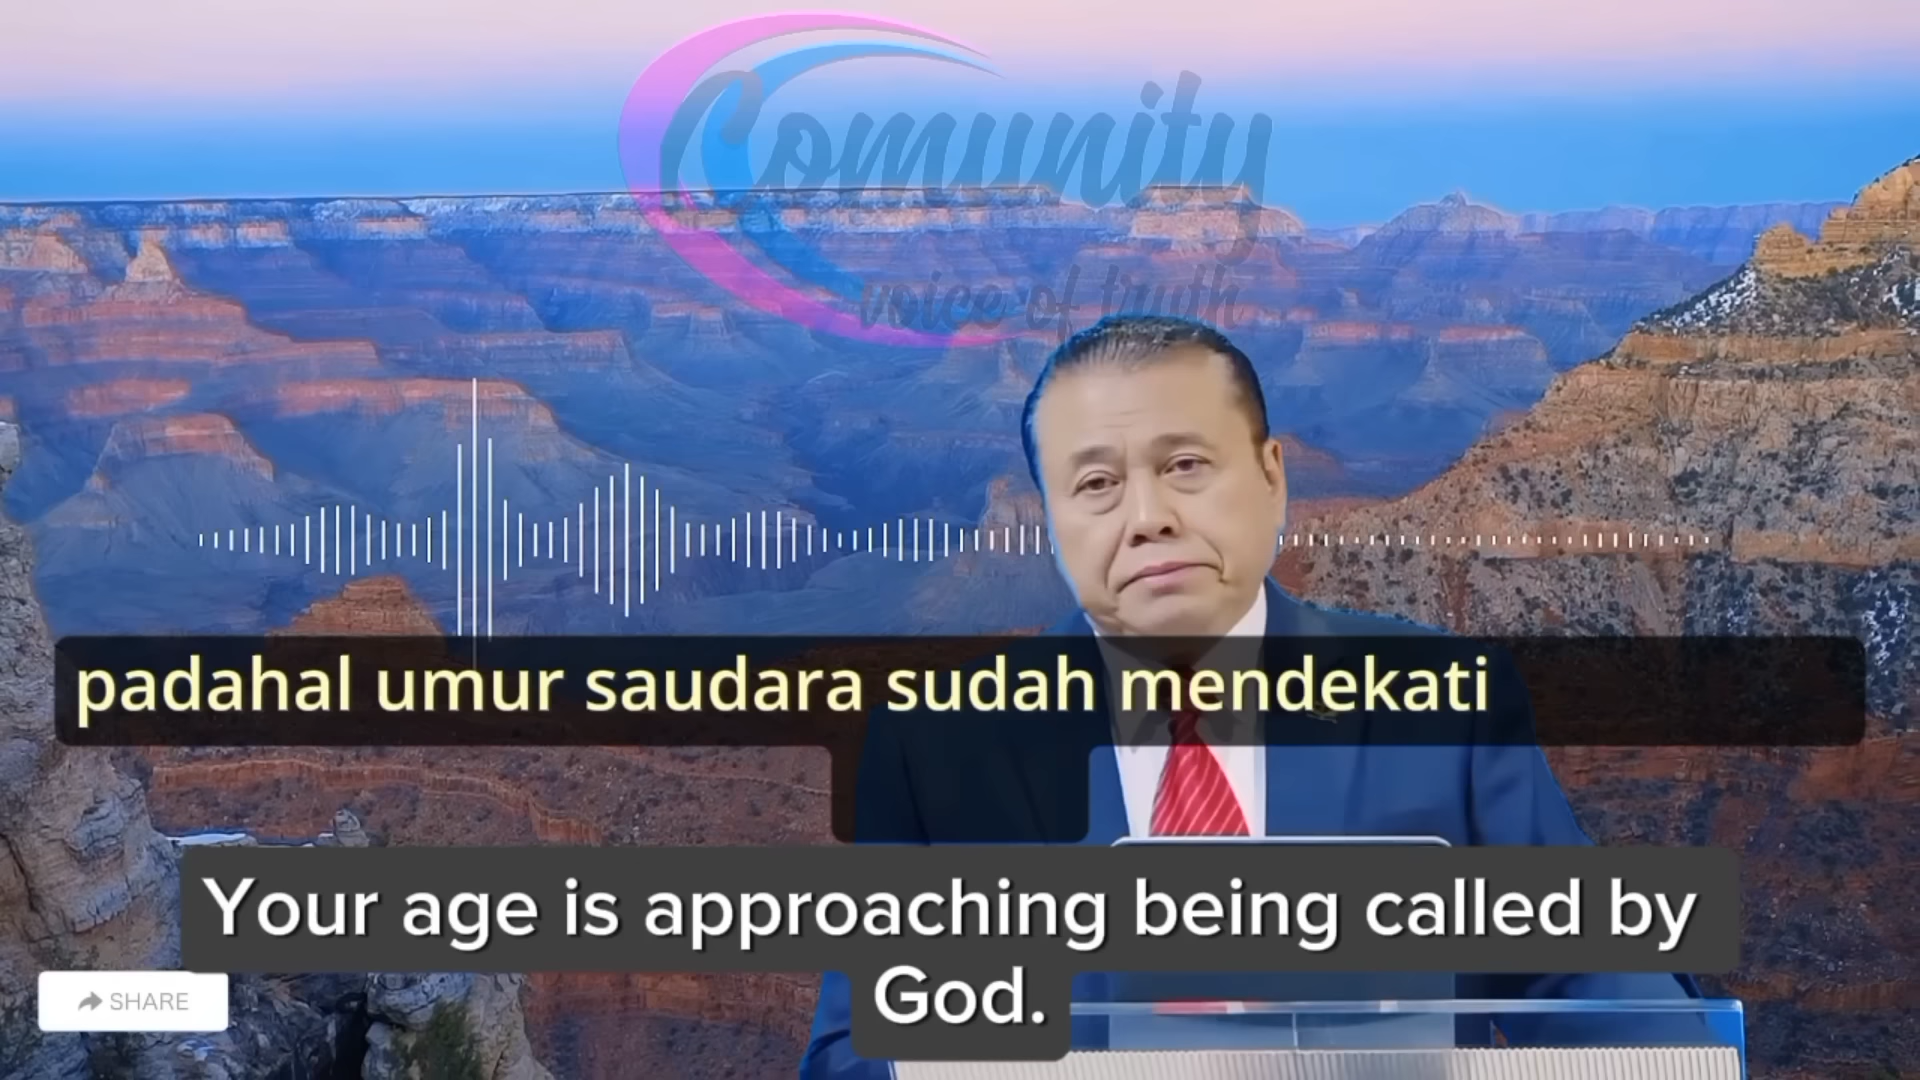 Comunity
voice of truth
padahal umur saudara sudah mendekati
Your age is approaching being called by
God.
SHARE